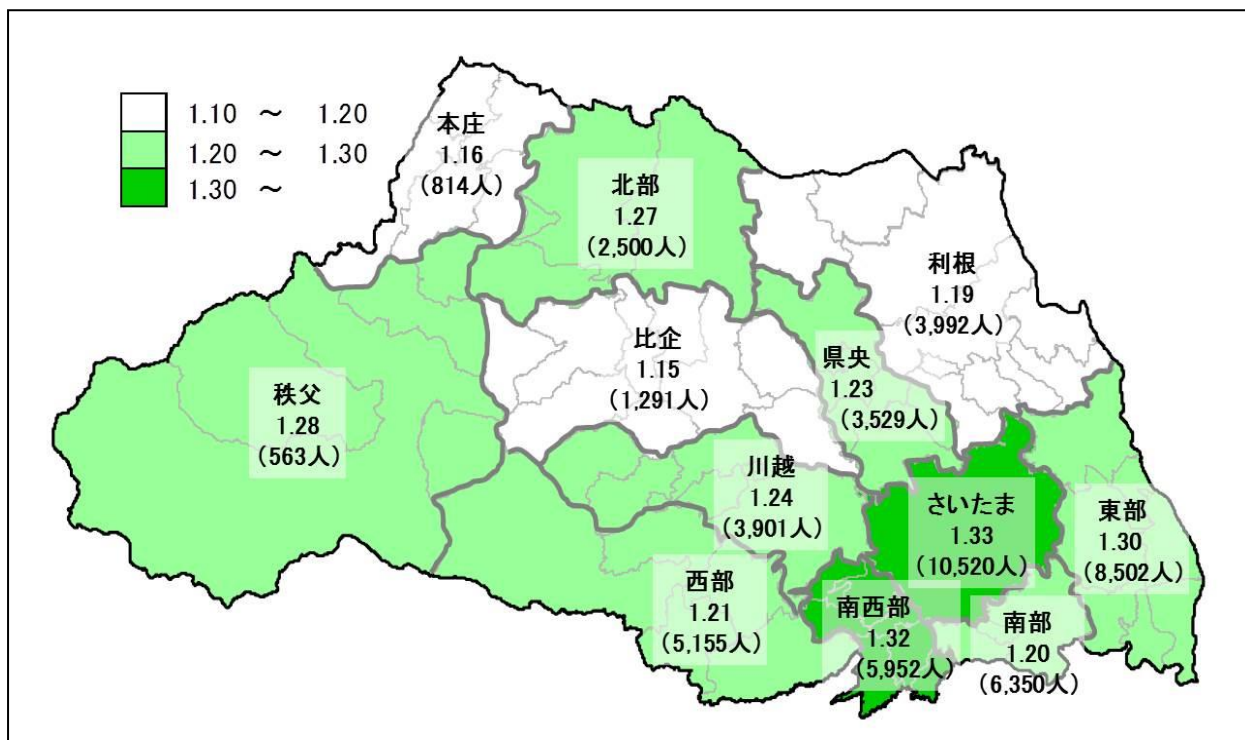 1.10 ～ 1.20
1.20 ～ 1.30
1.30 ～
本庄
1.16
(814人)
北部
1.27
(2,500人)
利根
1.19
(3,992人)
比企
1.15
(1,291人)
県央
1.23
(3,529人)
秩父
1.28
(563人)
川越
1.24
(3,901人)
さいたま
1.33
(10,520人)
東部
1.30
(8,502人)
西部
1.21
(5,155人)
南西部
1.32
(5,952人)
南部
1.20
(6,350人)